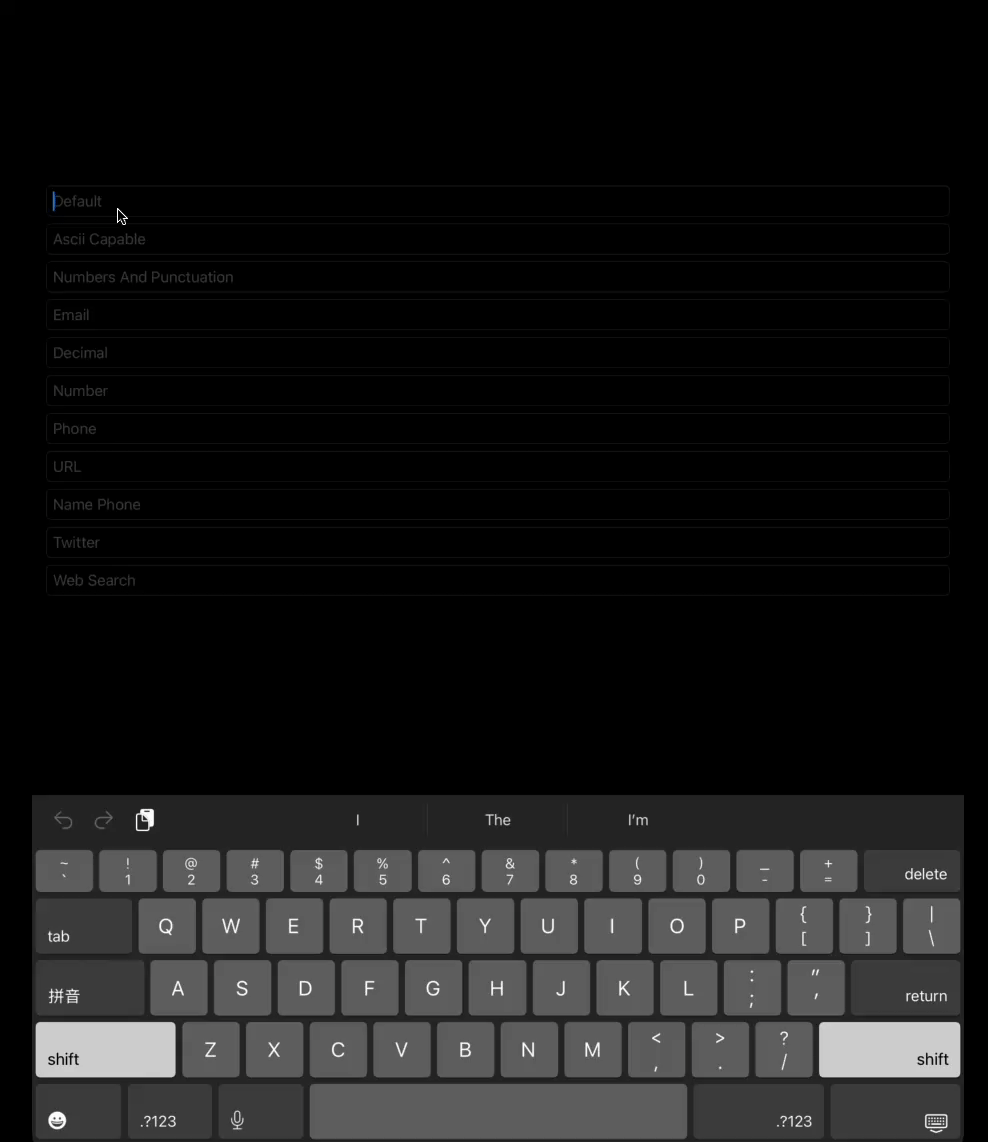 Default
Ascii Capable
Numbers And Punctuation
Email
Decimal
Number
Phone
URL
Name Phone
Twitter
Web Search
I The I'm
~ ! @ # $ % ^ & * ( ) _ +
` 1 2 3 4 5 6 7 8 9 0 - = delete
tab Q W E R T Y U I O P { [ } ] | \
拼音 A S D F G H J K L : ; " ' return
shift Z X C V B N M < , > . ? / shift
.?123 .?123